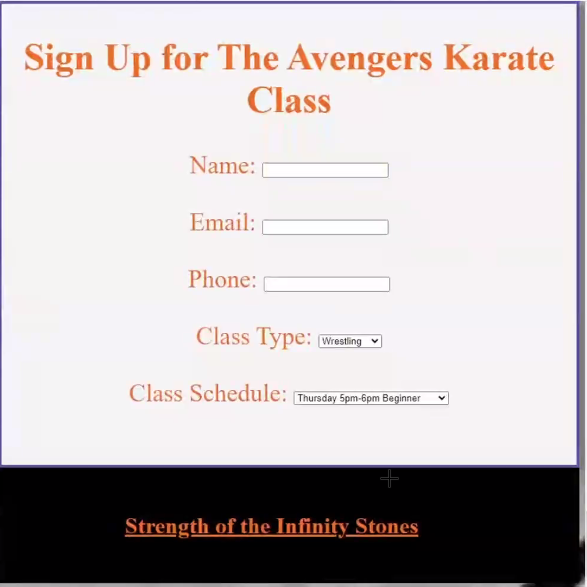 Sign Up for The Avengers Karate
Class
Name:
Email:
Phone:
Class Type: Wrestling
Class Schedule: Thursday 5pm-6pm Beginner
Strength of the Infinity Stones